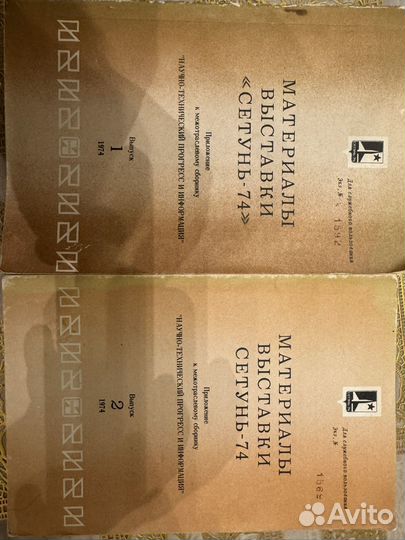 Для служебного пользования
Экз. №
1592
МАТЕРИАЛЫ
ВЫСТАВКИ
«СЕТУНЬ-74»
Приложение
к межотраслевому сборнику
"НАУЧНО-ТЕХНИЧЕСКИЙ ПРОГРЕСС И ИНФОРМАЦИЯ"
Выпуск
1
1974
Для служебного пользования
Экз. №
МАТЕРИАЛЫ
ВЫСТАВКИ
СЕТУНЬ-74
Приложение
к межотраслевому сборнику
"НАУЧНО-ТЕХНИЧЕСКИЙ ПРОГРЕСС И ИНФОРМАЦИЯ"
Выпуск
2
1974
Avito